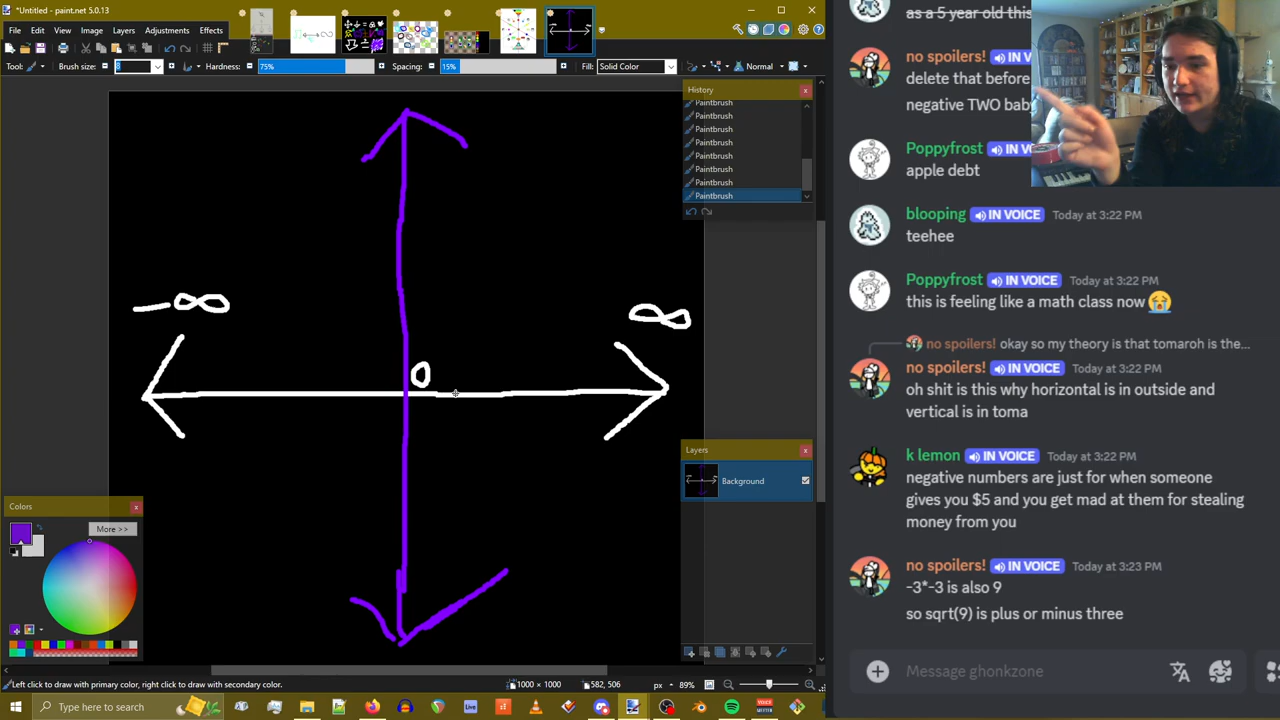 *Untitled - paint.net 5.0.13
File Edit View Image Layers Adjustments Effects
Tool: Brush size: Hardness: 75% Spacing: 15% Fill: Solid Color Normal
History
Paintbrush
Paintbrush
Paintbrush
Paintbrush
Paintbrush
Paintbrush
Paintbrush
Paintbrush
-∞
∞
0
Layers
Background
Colors
More >>
Left click to draw with primary color, right click to draw with secondary color.
1000 × 1000
582, 506
px
89%
Type here to search
Live
as a 5 year old this
no spoilers! IN V
delete that before
negative TWO bab
Poppyfrost IN
apple debt
blooping IN VOICE Today at 3:22 PM
teehee
Poppyfrost IN VOICE Today at 3:22 PM
this is feeling like a math class now 😭
no spoilers! okay so my theory is that tomaroh is the...
no spoilers! IN VOICE Today at 3:22 PM
oh shit is this why horizontal is in outside and
vertical is in toma
k lemon IN VOICE Today at 3:22 PM
negative numbers are just for when someone
gives you $5 and you get mad at them for stealing
money from you
no spoilers! IN VOICE Today at 3:23 PM
-3*-3 is also 9
so sqrt(9) is plus or minus three
Message ghonkzone